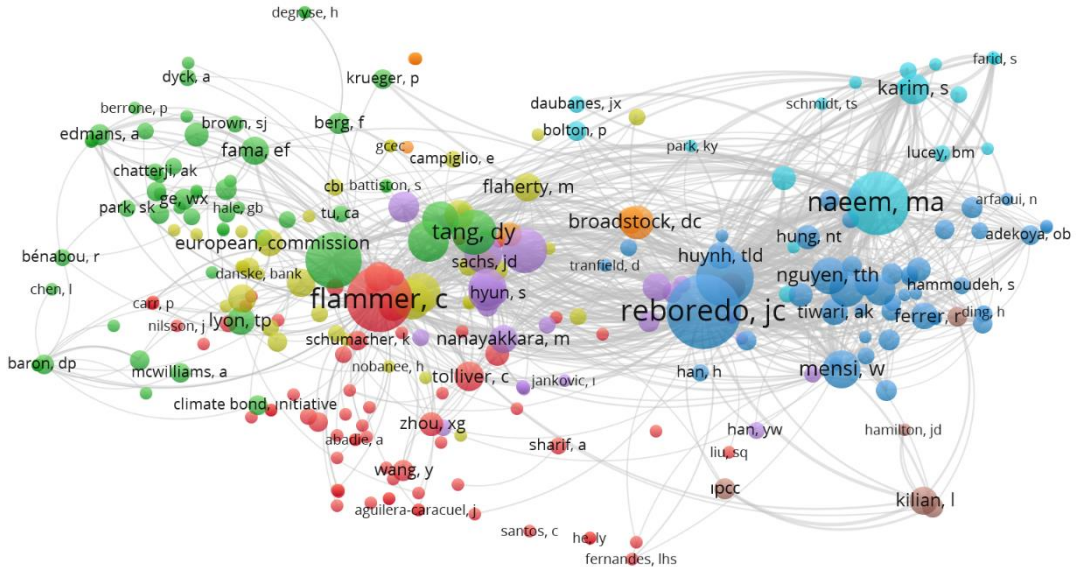 degryse, h
dyck, a
krueger, p
farid, s
karim, s
berrone, p
daubanes, jx
schmidt, ts
edmans, a
brown, sj
berg, f
bolton, p
fama, ef
gcec
campiglio, e
park, ky
lucey, bm
chatterji, ak
cbi
battiston, s
flaherty, m
ge, wx
park, sk
hale, gb
tu, ca
naeem, ma
arfaoui, n
broadstock, dc
tang, dy
hung, nt
adekoya, ob
european, commission
bénabou, r
sachs, jd
tranfield, d
huynh, tld
danske, bank
nguyen, tth
chen, l
hyun, s
hammoudeh, s
flammer, c
carr, p
reboredo, jc
tiwari, ak
ferrer, r
ding, h
lyon, tp
nilsson, j
schumacher, k
nanayakkara, m
baron, dp
nobanee, h
mcwilliams, a
tolliver, c
jankovic, i
han, h
mensi, w
climate bond, initiative
zhou, xg
abadie, a
sharif, a
han, yw
hamilton, jd
liu, sq
wang, y
ipcc
kilian, l
aguilera-caracuel, j
santos, c
he, ly
fernandes, lhs